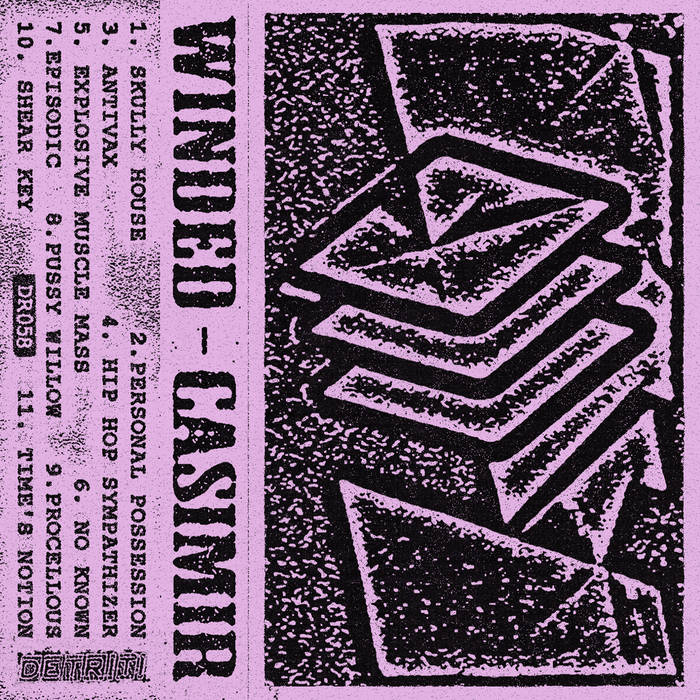 WINDED - CASIMIR
1. SKULLY HOUSE 2.PERSONAL POSSESSION
3. ANTIVAX 4. HIP HOP SYMPATHIZER
5. EXPLOSIVE MUSCLE MASS 6. NO KNOWN
7.EPISODIC 8.PUSSY WILLOW 9.PROCELLOUS
10. SHEAR KEY DR058 11. TIME'S NOTION
DETRITI